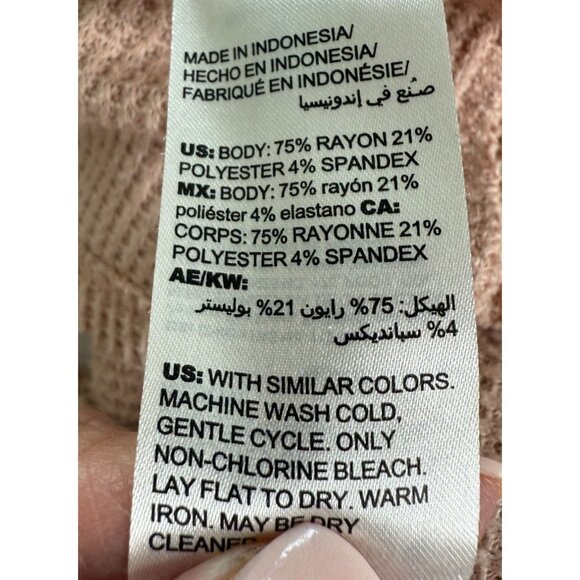 MADE IN INDONESIA/
HECHO EN INDONESIA/
FABRIQUÉ EN INDONÉSIE/
صُنع في إندونيسيا
US: BODY: 75% RAYON 21%
POLYESTER 4% SPANDEX
MX: BODY: 75% rayón 21%
poliéster 4% elastano CA:
CORPS: 75% RAYONNE 21%
POLYESTER 4% SPANDEX
AE/KW:
الهيكل: 75% رايون 21% بوليستر
4% سبانديكس
US: WITH SIMILAR COLORS.
MACHINE WASH COLD,
GENTLE CYCLE. ONLY
NON-CHLORINE BLEACH.
LAY FLAT TO DRY. WARM
IRON. MAY BE DRY